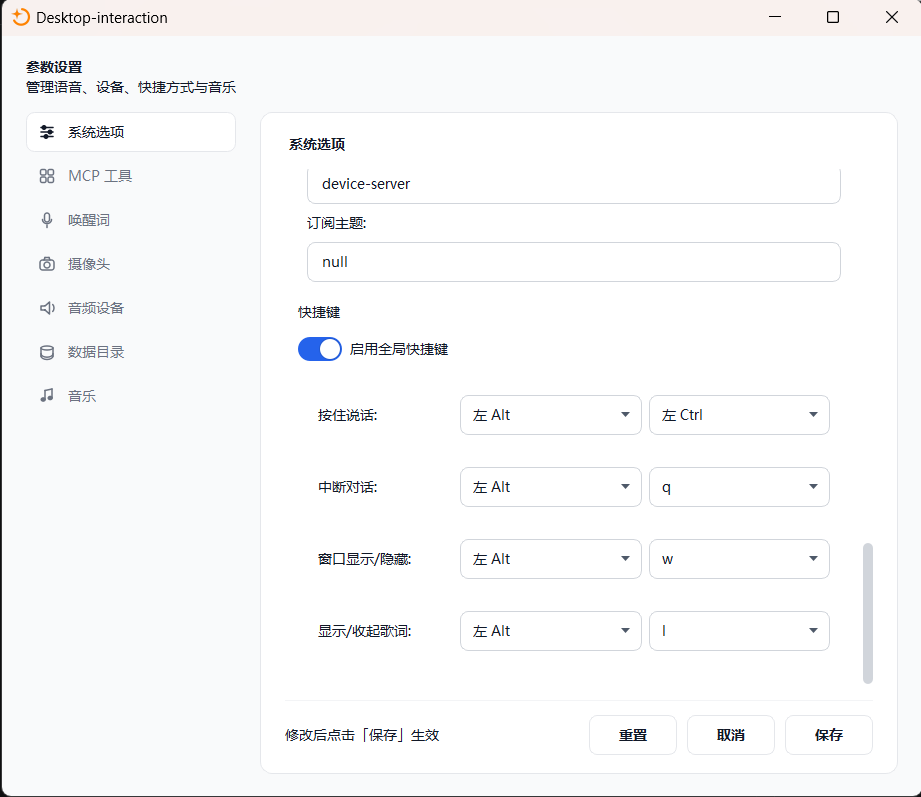 Desktop-interaction
参数设置
管理语音、设备、快捷方式与音乐
系统选项
MCP 工具
唤醒词
摄像头
音频设备
数据目录
音乐
系统选项
device-server
订阅主题:
null
快捷键
启用全局快捷键
按住说话: 左 Alt 左 Ctrl
中断对话: 左 Alt q
窗口显示/隐藏: 左 Alt w
显示/收起歌词: 左 Alt l
修改后点击「保存」生效 重置 取消 保存